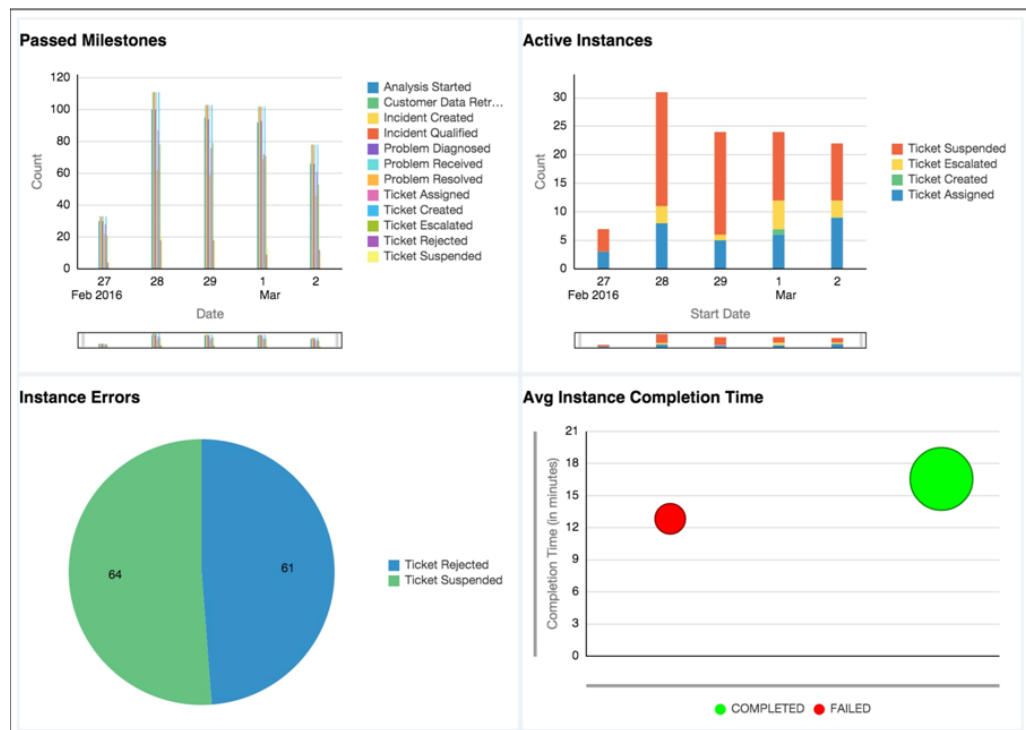 Passed Milestones
120
100
80
60
40
20
0
Count
27
28
29
1
2
Feb 2016
Mar
Date
Analysis Started
Customer Data Retr...
Incident Created
Incident Qualified
Problem Diagnosed
Problem Received
Problem Resolved
Ticket Assigned
Ticket Created
Ticket Escalated
Ticket Rejected
Ticket Suspended
Active Instances
30
25
20
15
10
5
0
Count
27
28
29
1
2
Feb 2016
Mar
Start Date
Ticket Suspended
Ticket Escalated
Ticket Created
Ticket Assigned
Instance Errors
64
61
Ticket Rejected
Ticket Suspended
Avg Instance Completion Time
21
18
15
12
9
6
3
0
Completion Time (in minutes)
COMPLETED
FAILED